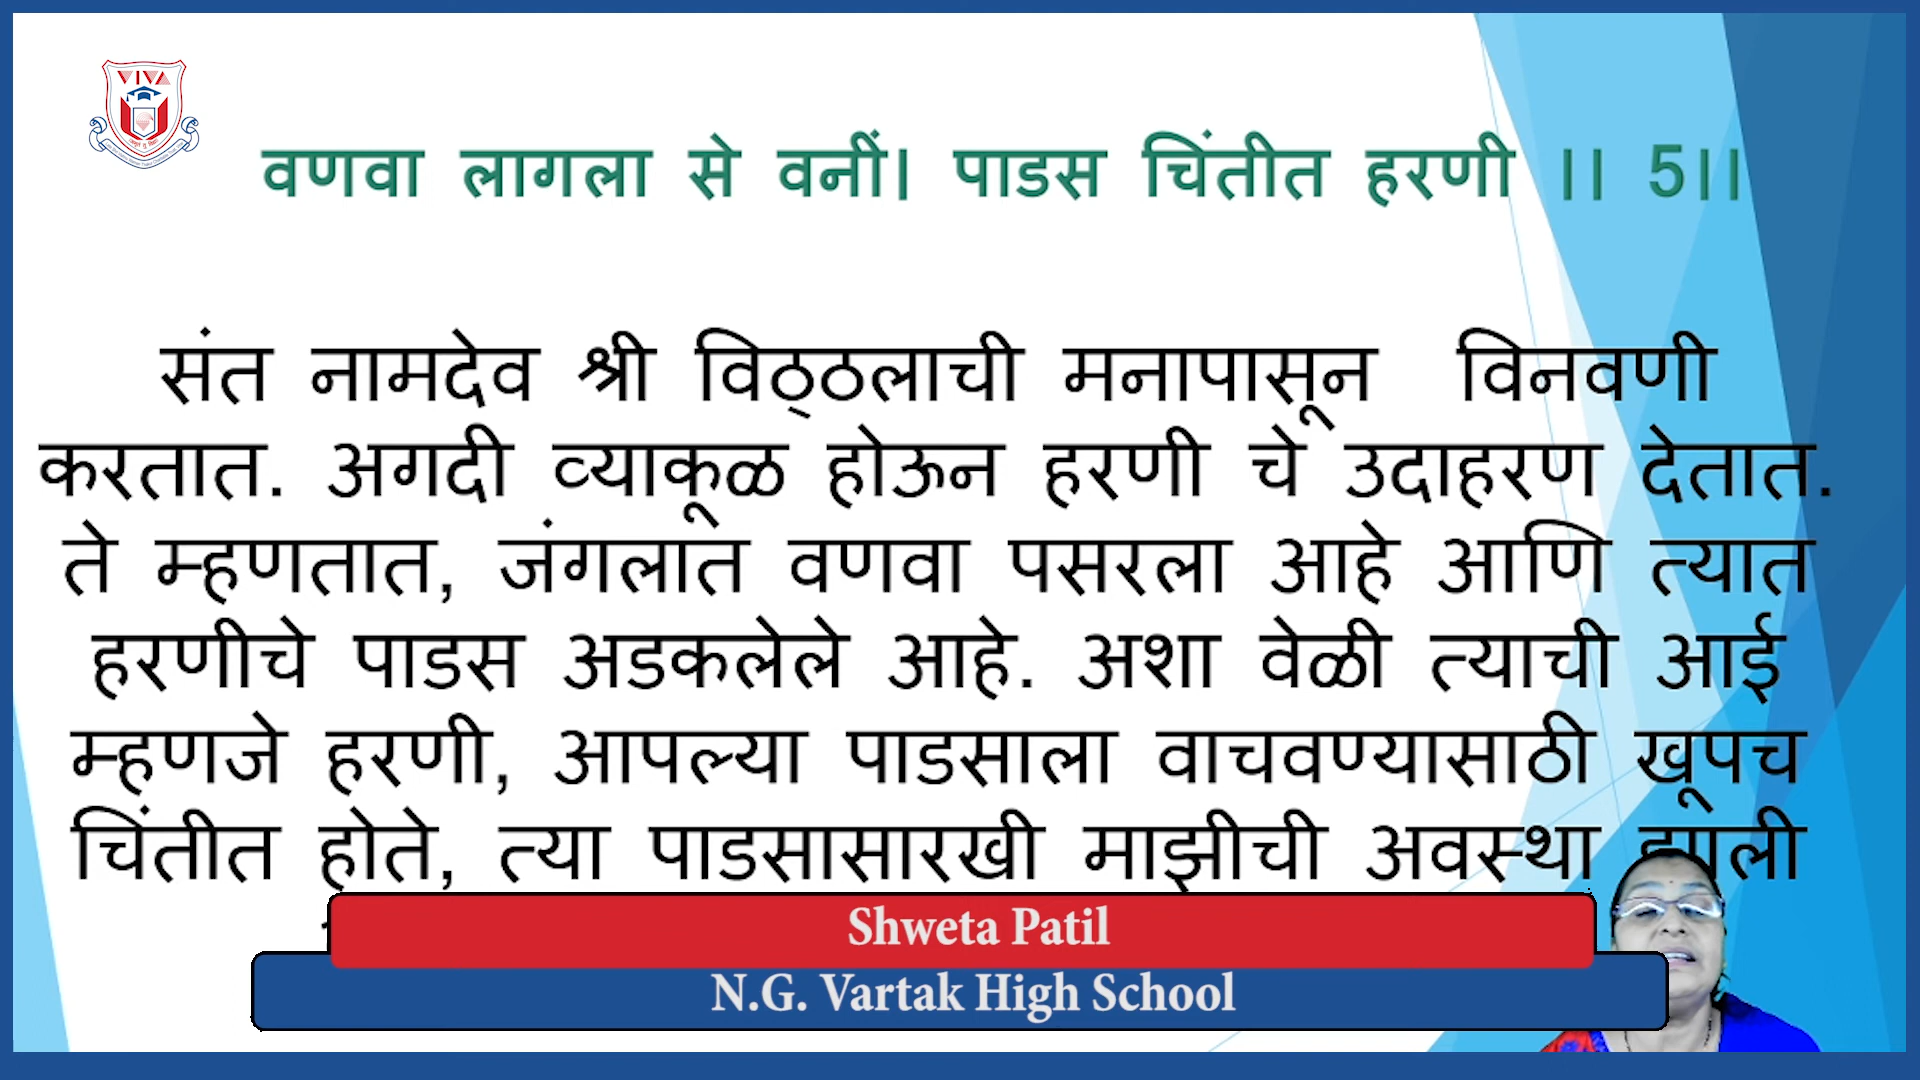 VIVA
वणवा लागला से वनीं। पाडस चिंतीत हरणी ।। 5।।
संत नामदेव श्री विठ्ठलाची मनापासून विनवणी
करतात. अगदी व्याकूळ होऊन हरणी चे उदाहरण देतात.
ते म्हणतात, जंगलात वणवा पसरला आहे आणि त्यात
हरणीचे पाडस अडकलेले आहे. अशा वेळी त्याची आई
म्हणजे हरणी, आपल्या पाडसाला वाचवण्यासाठी खूपच
चिंतीत होते, त्या पाडसासारखी माझीची अवस्था झाली
Shweta Patil
N.G. Vartak High School